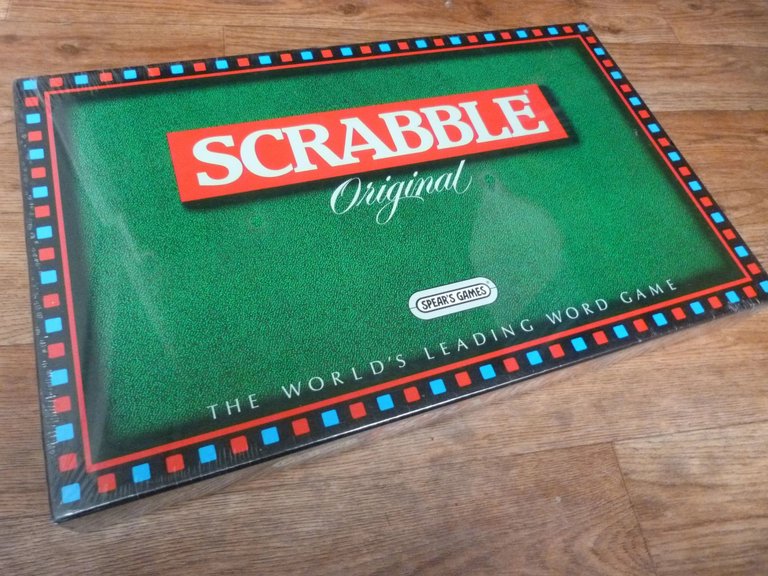 SCRABBLE
Original
SPEAR'S GAMES
THE WORLD'S LEADING WORD GAME